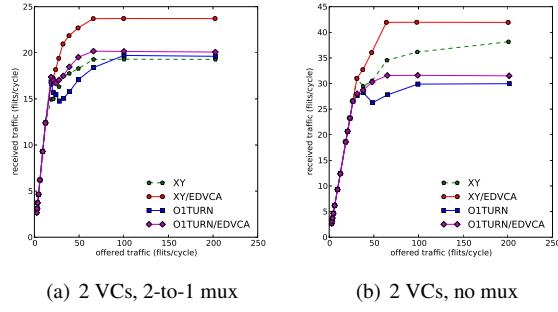 25
20
15
10
5
0
0 50 100 150 200 250
received traffic (flits/cycle)
offered traffic (flits/cycle)
XY
XY/EDVCA
O1TURN
O1TURN/EDVCA
(a) 2 VCs, 2-to-1 mux
45
40
35
30
25
20
15
10
5
0
0 50 100 150 200 250
received traffic (flits/cycle)
offered traffic (flits/cycle)
XY
XY/EDVCA
O1TURN
O1TURN/EDVCA
(b) 2 VCs, no mux